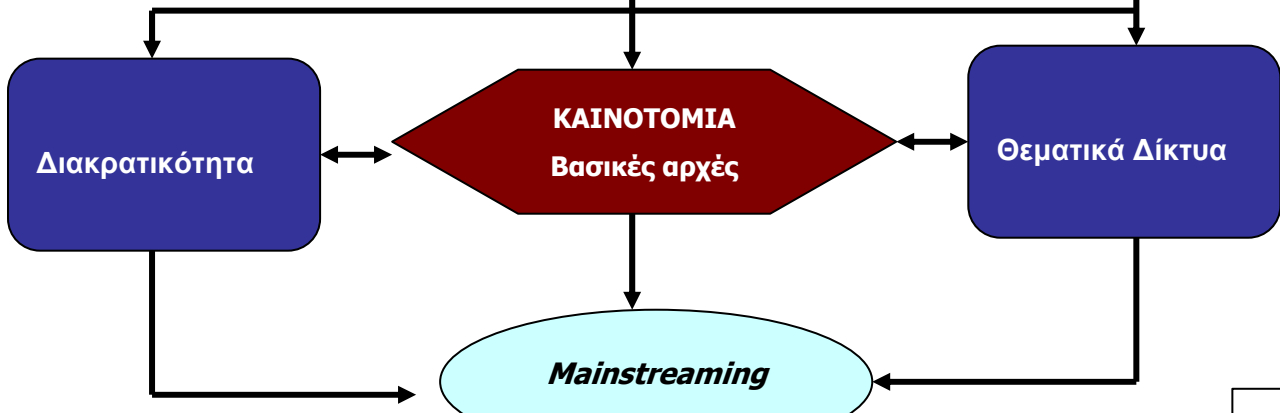 Διακρατικότητα
ΚΑΙΝΟΤΟΜΙΑ
Βασικές αρχές
Θεματικά Δίκτυα
Mainstreaming